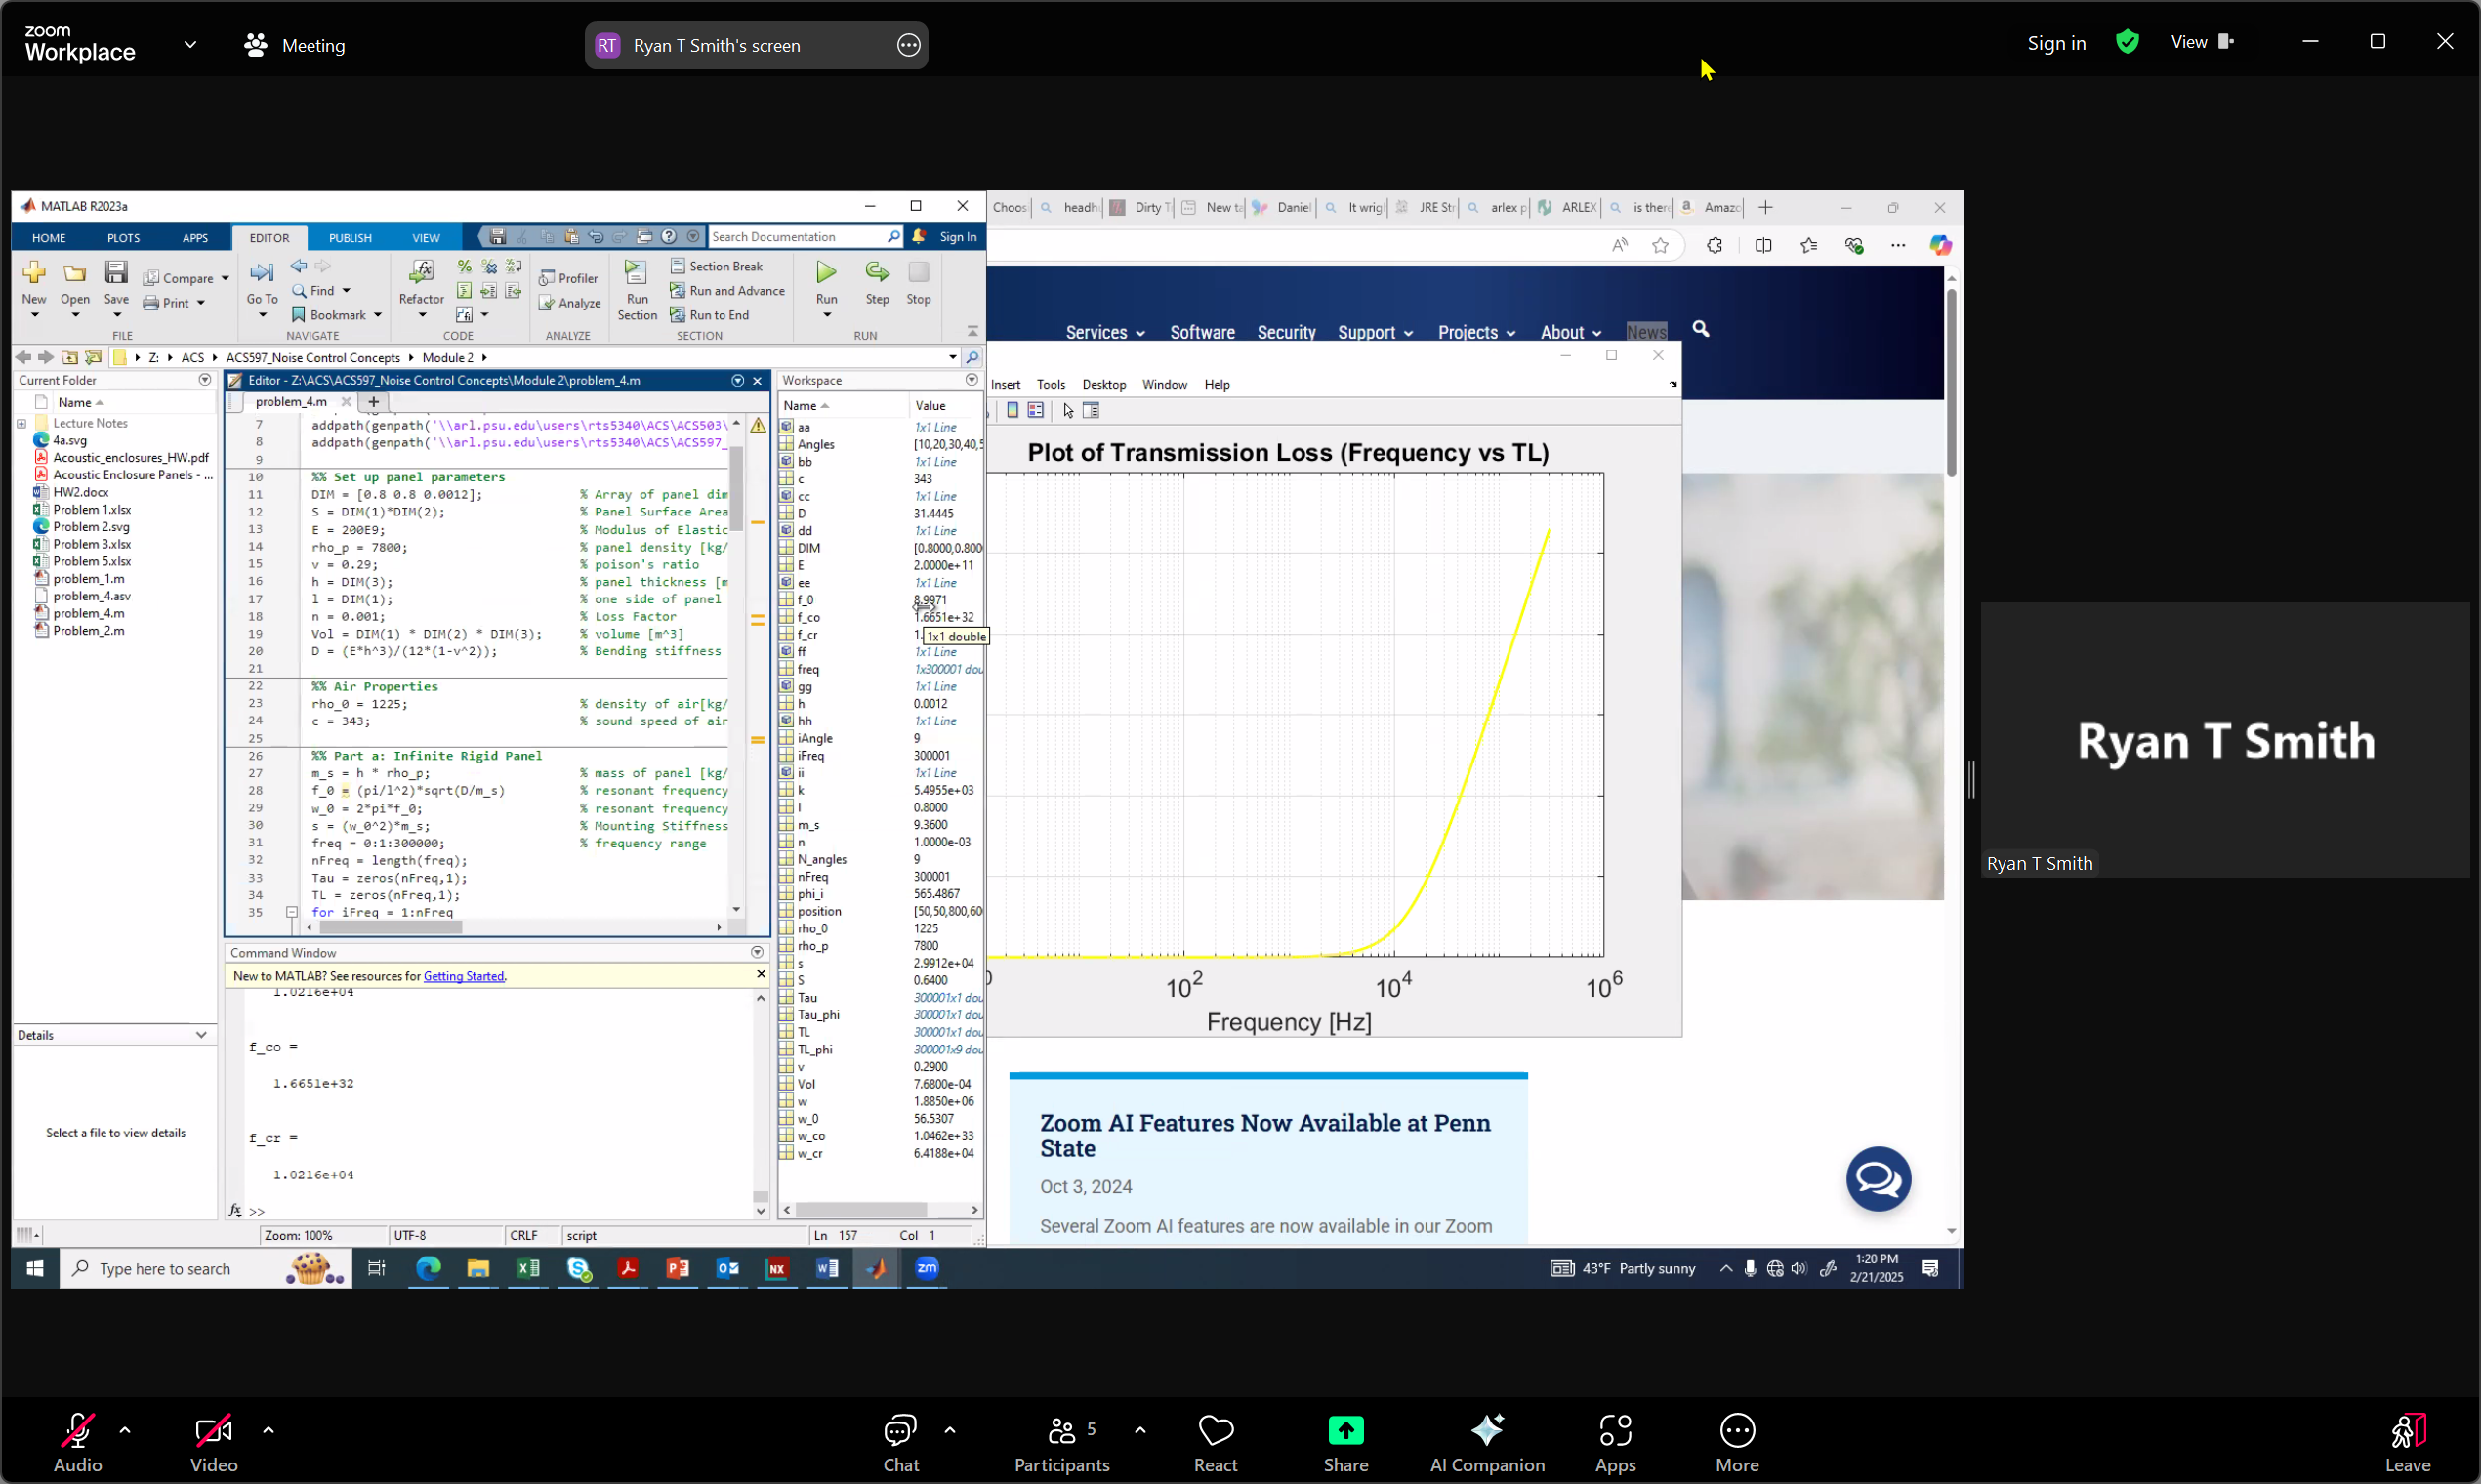 zoom
Workplace
Meeting
RT Ryan T Smith's screen
Sign in
View
MATLAB R2023a
HOME PLOTS APPS EDITOR PUBLISH VIEW
Search Documentation
Sign In
New Open Save Compare Print
FILE
Go To Find Bookmark
NAVIGATE
Refactor
CODE
Profiler
Analyze
ANALYZE
Run Section
Section Break
Run and Advance
Run to End
SECTION
Run Step Stop
RUN
Z: ACS ACS597_Noise Control Concepts Module 2
Current Folder
Name
Lecture Notes
4a.svg
Acoustic_enclosures_HW.pdf
Acoustic Enclosure Panels - ...
HW2.docx
Problem 1.xlsx
Problem 2.svg
Problem 3.xlsx
Problem 5.xlsx
problem_1.m
problem_4.asv
problem_4.m
Problem_2.m
Details
Select a file to view details
Editor - Z:\ACS\ACS597_Noise Control Concepts\Module 2\problem_4.m
problem_4.m
7 addpath(genpath('\\arl.psu.edu\users\rts5340\ACS\ACS503\
8 addpath(genpath('\\arl.psu.edu\users\rts5340\ACS\ACS597_
9
10 %% Set up panel parameters
11 DIM = [0.8 0.8 0.0012]; % Array of panel dim
12 S = DIM(1)*DIM(2); % Panel Surface Area
13 E = 200E9; % Modulus of Elastic
14 rho_p = 7800; % panel density [kg/
15 v = 0.29; % poison's ratio
16 h = DIM(3); % panel thickness [m
17 l = DIM(1); % one side of panel
18 n = 0.001; % Loss Factor
19 Vol = DIM(1) * DIM(2) * DIM(3); % volume [m^3]
20 D = (E*h^3)/(12*(1-v^2)); % Bending stiffness
21
22 %% Air Properties
23 rho_0 = 1225; % density of air[kg/
24 c = 343; % sound speed of air
25
26 %% Part a: Infinite Rigid Panel
27 m_s = h * rho_p; % mass of panel [kg/
28 f_0 = (pi/l^2)*sqrt(D/m_s) % resonant frequency
29 w_0 = 2*pi*f_0; % resonant frequency
30 s = (w_0^2)*m_s; % Mounting Stiffness
31 freq = 0:1:300000; % frequency range
32 nFreq = length(freq);
33 Tau = zeros(nFreq,1);
34 TL = zeros(nFreq,1);
35 for iFreq = 1:nFreq
Command Window
New to MATLAB? See resources for Getting Started.
1.0216e+04
f_co =
1.6651e+32
f_cr =
1.0216e+04
fx >>
Workspace
Name Value
aa 1x1 Line
Angles [10,20,30,40,5
bb 1x1 Line
c 343
cc 1x1 Line
D 31.4445
dd 1x1 Line
DIM [0.8000,0.800
E 2.0000e+11
ee 1x1 Line
f_0 8.9971
f_co 1.6651e+32
f_cr 1.
1x1 double
ff 1x1 Line
freq 1x300001 dou
gg 1x1 Line
h 0.0012
hh 1x1 Line
iAngle 9
iFreq 300001
ii 1x1 Line
k 5.4955e+03
l 0.8000
m_s 9.3600
n 1.0000e-03
N_angles 9
nFreq 300001
phi_i 565.4867
position [50,50,800,60
rho_0 1225
rho_p 7800
s 2.9912e+04
S 0.6400
Tau 300001x1 dou
Tau_phi 300001x1 dou
TL 300001x1 dou
TL_phi 300001x9 dou
v 0.2900
Vol 7.6800e-04
w 1.8850e+06
w_0 56.5307
w_co 1.0462e+33
w_cr 6.4188e+04
Zoom: 100% UTF-8 CRLF script Ln 157 Col 1
Choos headh Dirty T New ta Daniel It wrig JRE Str arlex p ARLEX is there Amazo
Services Software Security Support Projects About News
Insert Tools Desktop Window Help
Plot of Transmission Loss (Frequency vs TL)
10^2 10^4 10^6
Frequency [Hz]
Zoom AI Features Now Available at Penn
State
Oct 3, 2024
Several Zoom AI features are now available in our Zoom
Type here to search
43°F Partly sunny
1:20 PM
2/21/2025
Ryan T Smith
Ryan T Smith
Audio Video Chat Participants 5 React Share AI Companion Apps More Leave